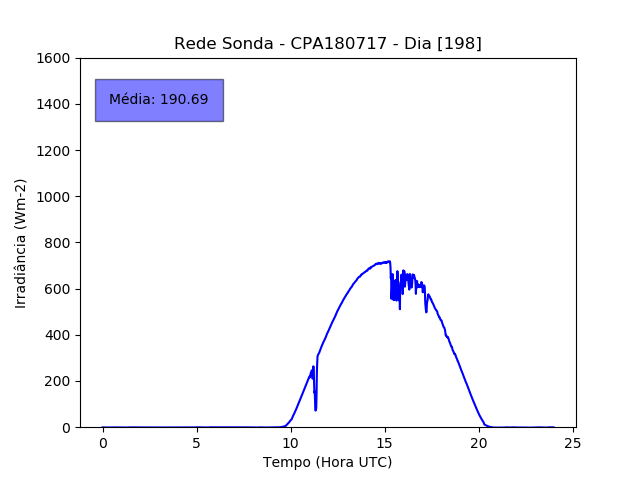 Rede Sonda - CPA180717 - Dia [198]
1600
1400
1200
1000
800
600
400
200
0
Média: 190.69
Irradiância (Wm-2)
0 5 10 15 20 25
Tempo (Hora UTC)